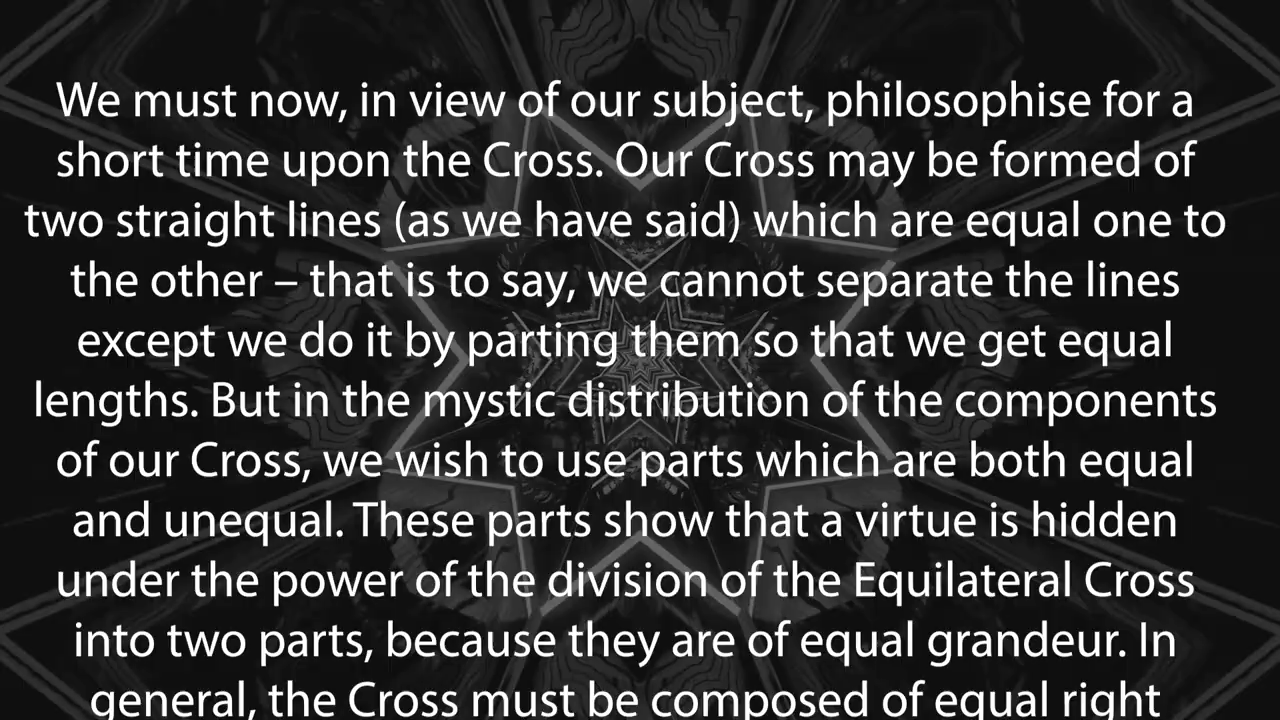 We must now, in view of our subject, philosophise for a
short time upon the Cross. Our Cross may be formed of
two straight lines (as we have said) which are equal one to
the other – that is to say, we cannot separate the lines
except we do it by parting them so that we get equal
lengths. But in the mystic distribution of the components
of our Cross, we wish to use parts which are both equal
and unequal. These parts show that a virtue is hidden
under the power of the division of the Equilateral Cross
into two parts, because they are of equal grandeur. In
general, the Cross must be composed of equal right